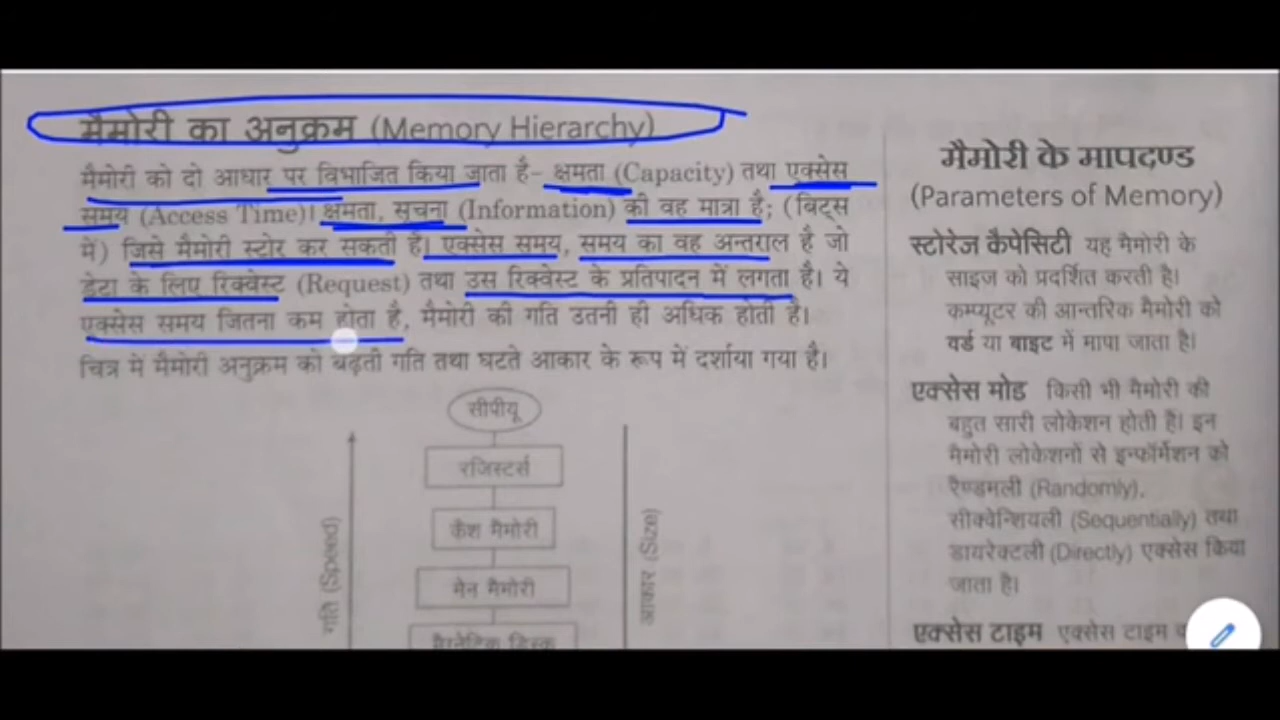 मैमोरी का अनुक्रम (Memory Hierarchy)
मैमोरी को दो आधार पर विभाजित किया जाता है- क्षमता (Capacity) तथा एक्सेस
समय (Access Time)। क्षमता, सूचना (Information) की वह मात्रा है; (बिट्स
में) जिसे मैमोरी स्टोर कर सकती है। एक्सेस समय, समय का वह अन्तराल है जो
डेटा के लिए रिक्वेस्ट (Request) तथा उस रिक्वेस्ट के प्रतिपादन में लगता है। ये
एक्सेस समय जितना कम होता है, मैमोरी की गति उतनी ही अधिक होती है।
चित्र में मैमोरी अनुक्रम को बढ़ती गति तथा घटते आकार के रूप में दर्शाया गया है।
सीपीयू
रजिस्टर्स
कैश मैमोरी
मेन मैमोरी
मैग्नेटिक डिस्क
गति (Speed)
आकार (Size)
मैमोरी के मापदण्ड
(Parameters of Memory)
स्टोरेज कैपेसिटी यह मैमोरी के
साइज को प्रदर्शित करती है।
कम्प्यूटर की आन्तरिक मैमोरी को
वर्ड या बाइट में मापा जाता है।
एक्सेस मोड किसी भी मैमोरी की
बहुत सारी लोकेशन होती है। इन
मैमोरी लोकेशनों से इन्फॉर्मेशन को
रैण्डमली (Randomly),
सीक्वेन्शियली (Sequentially) तथा
डायरेक्टली (Directly) एक्सेस किया
जाता है।
एक्सेस टाइम एक्सेस टाइम